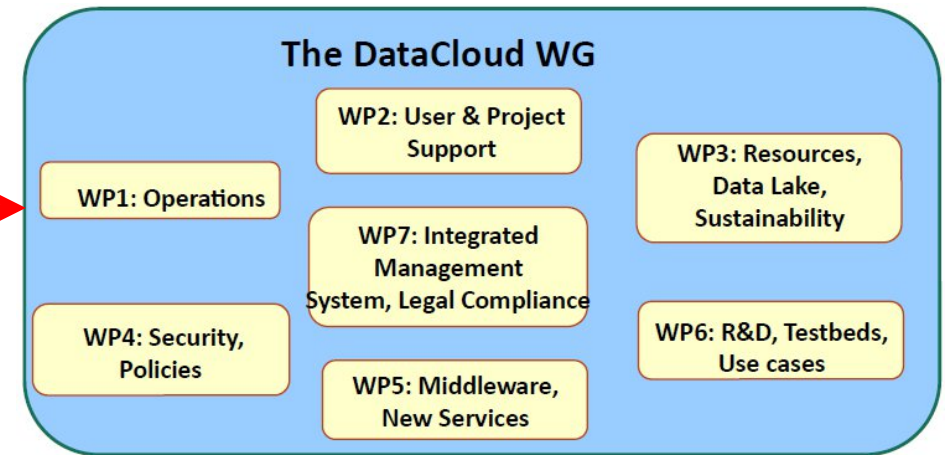 The DataCloud WG
WP2: User & Project
Support
WP1: Operations
WP3: Resources,
Data Lake,
Sustainability
WP7: Integrated
Management
System, Legal Compliance
WP4: Security,
Policies
WP5: Middleware,
New Services
WP6: R&D, Testbeds,
Use cases